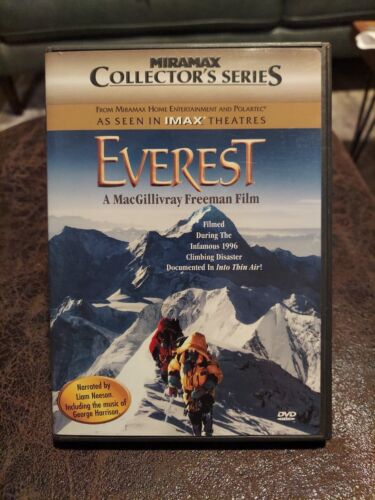 MIRAMAX
COLLECTOR'S SERIES
FROM MIRAMAX HOME ENTERTAINMENT AND POLARTEC®
AS SEEN IN IMAX® THEATRES
EVEREST
A MacGillivray Freeman Film
Filmed
During The
Infamous 1996
Climbing Disaster
Documented In Into Thin Air!
Narrated by
Liam Neeson.
Including the music of
George Harrison.
DVD